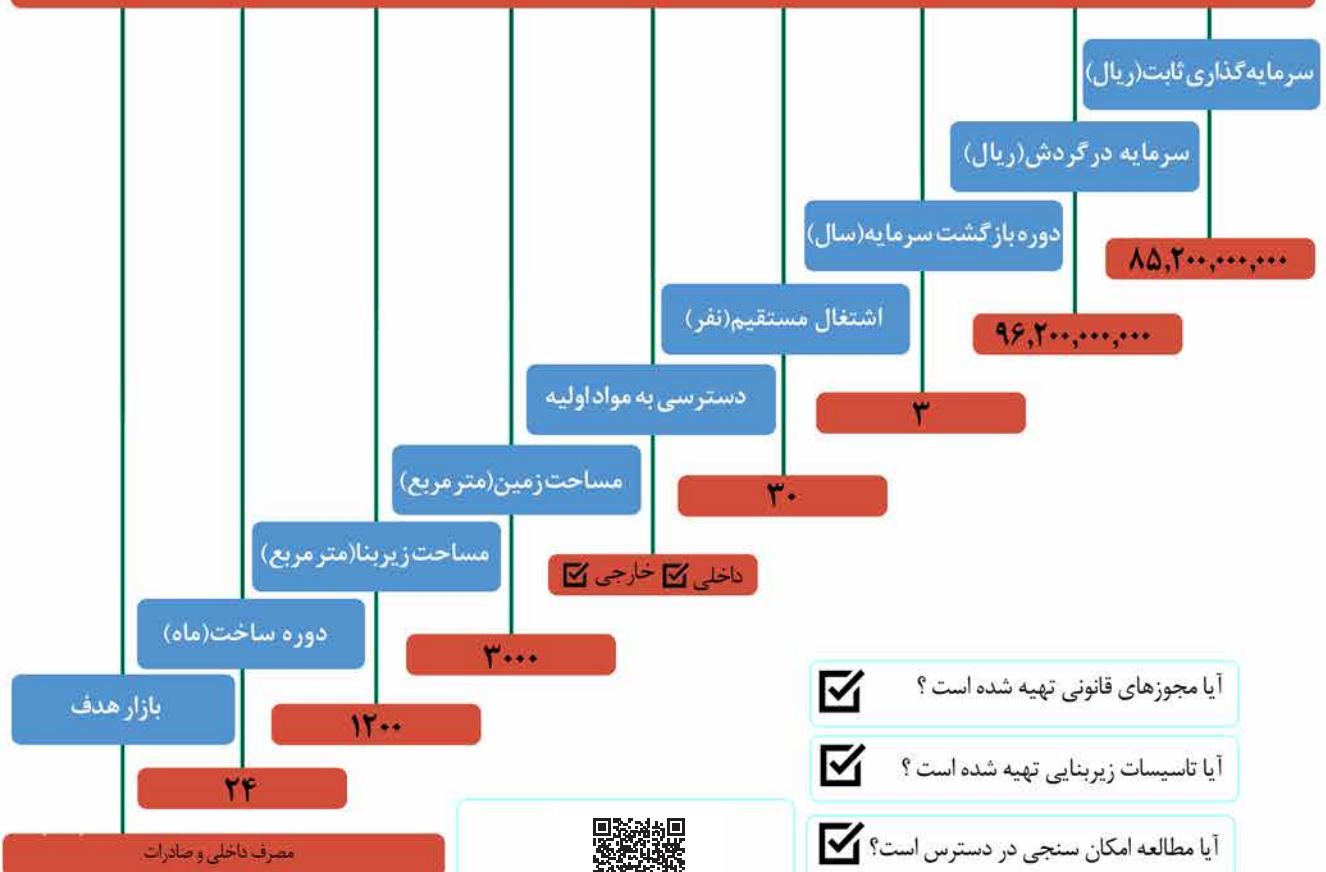 سرمایه‌گذاری ثابت(ریال)
۸۵,۲۰۰,۰۰۰,۰۰۰
سرمایه در گردش(ریال)
۹۶,۲۰۰,۰۰۰,۰۰۰
دوره بازگشت سرمایه(سال)
۳
اشتغال مستقیم(نفر)
۳۰
دسترسی به مواد اولیه
داخلی ☑ خارجی ☑
مساحت زمین(متر مربع)
۳۰۰۰
مساحت زیربنا(متر مربع)
۱۲۰۰
دوره ساخت(ماه)
۲۴
بازار هدف
مصرف داخلی و صادرات
آیا مجوزهای قانونی تهیه شده است ؟ ☑
آیا تاسیسات زیربنایی تهیه شده است ؟ ☑
آیا مطالعه امکان سنجی در دسترس است؟ ☑